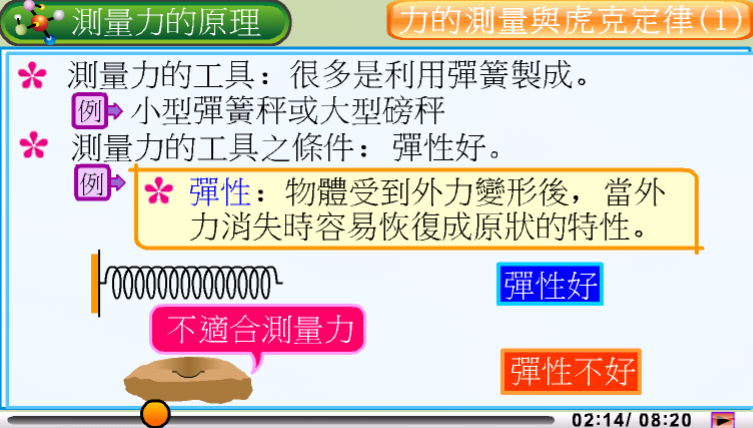 測量力的原理
力的測量與虎克定律(1)
測量力的工具：很多是利用彈簧製成。
例 小型彈簧秤或大型磅秤
測量力的工具之條件：彈性好。
例
彈性：物體受到外力變形後，當外
力消失時容易恢復成原狀的特性。
彈性好
不適合測量力
彈性不好
02:14/ 08:20